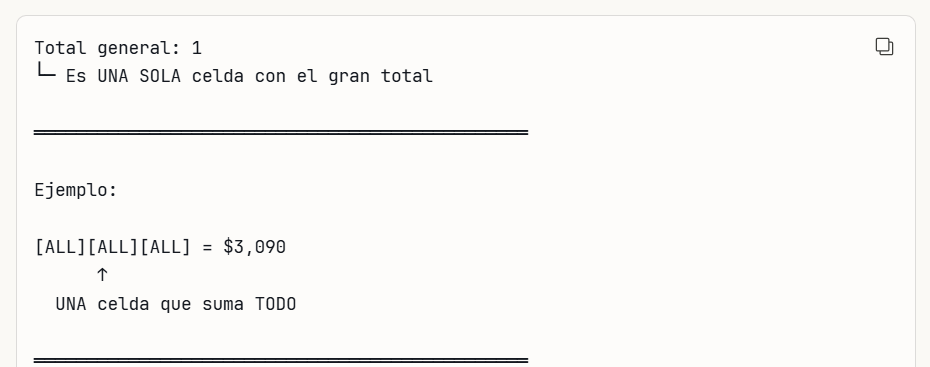 Total general: 1
└─ Es UNA SOLA celda con el gran total
═══════════════════════════════════════════════
Ejemplo:
[ALL][ALL][ALL] = $3,090
↑
UNA celda que suma TODO
═══════════════════════════════════════════════